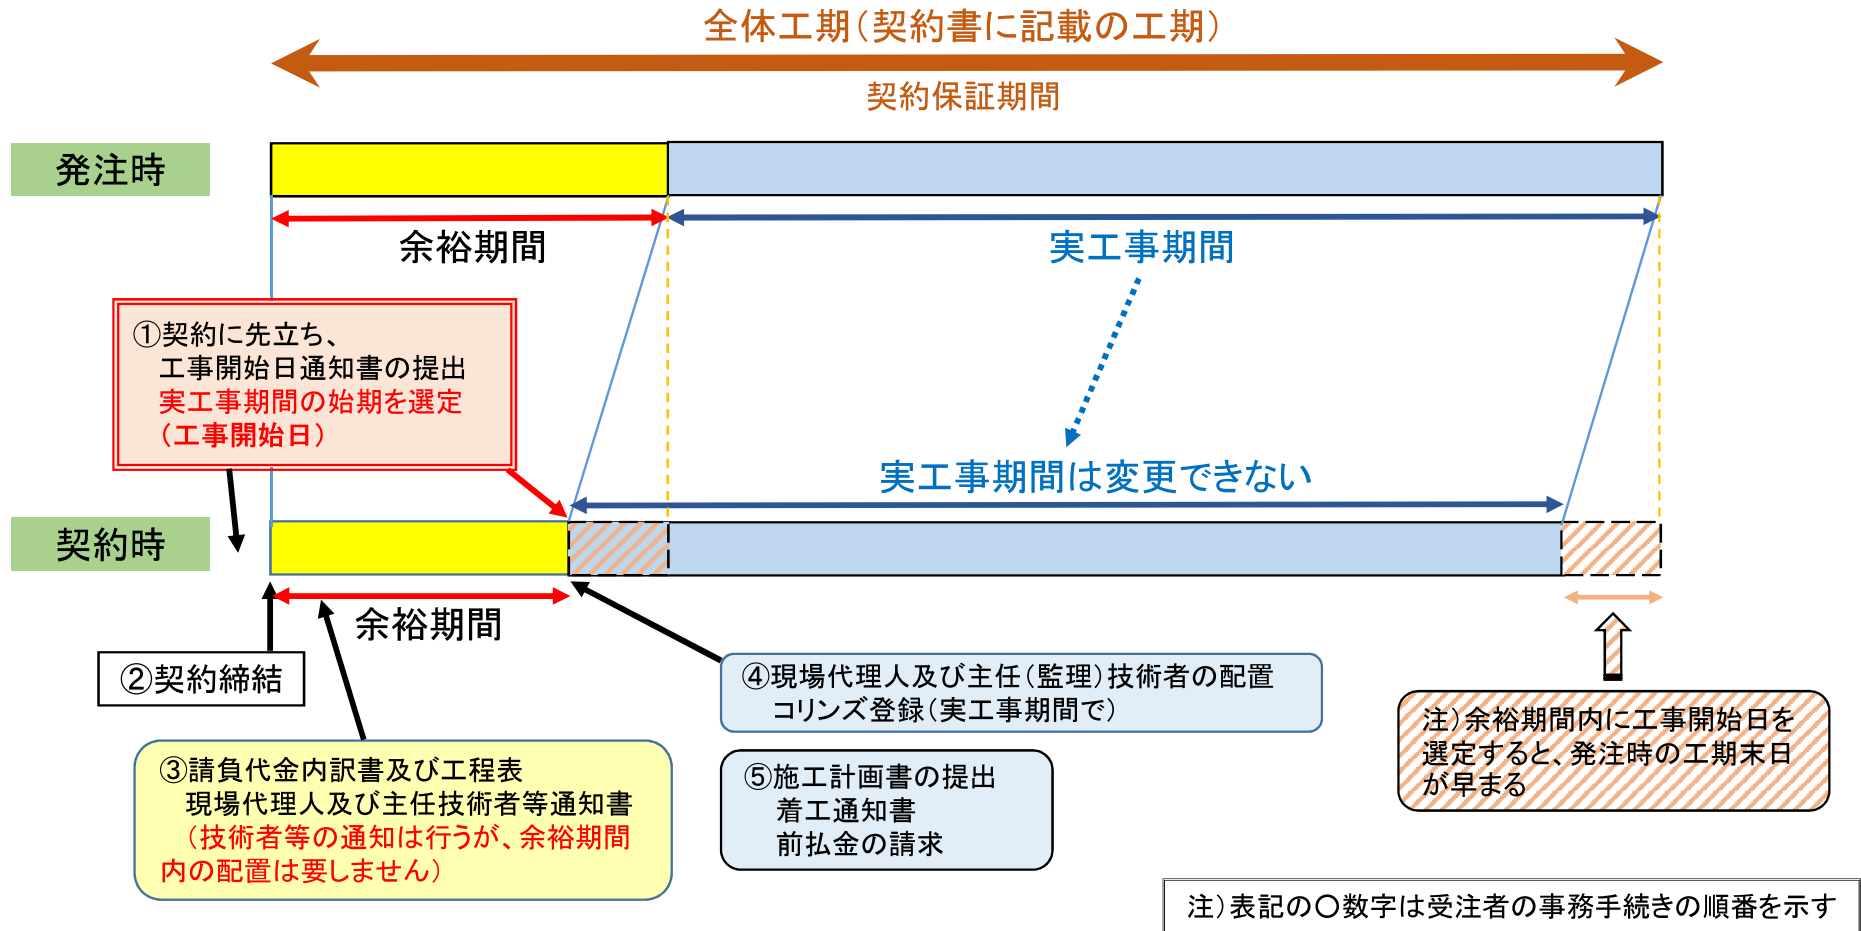 全体工期（契約書に記載の工期）
契約保証期間
発注時
余裕期間
実工事期間
①契約に先立ち、
工事開始日通知書の提出
実工事期間の始期を選定
（工事開始日）
実工事期間は変更できない
契約時
余裕期間
②契約締結
③請負代金内訳書及び工程表
現場代理人及び主任技術者等通知書
（技術者等の通知は行うが、余裕期間
内の配置は要しません）
④現場代理人及び主任（監理）技術者の配置
コリンズ登録（実工事期間で）
⑤施工計画書の提出
着工通知書
前払金の請求
注）余裕期間内に工事開始日を
選定すると、発注時の工期末日
が早まる
注）表記の〇数字は受注者の事務手続きの順番を示す